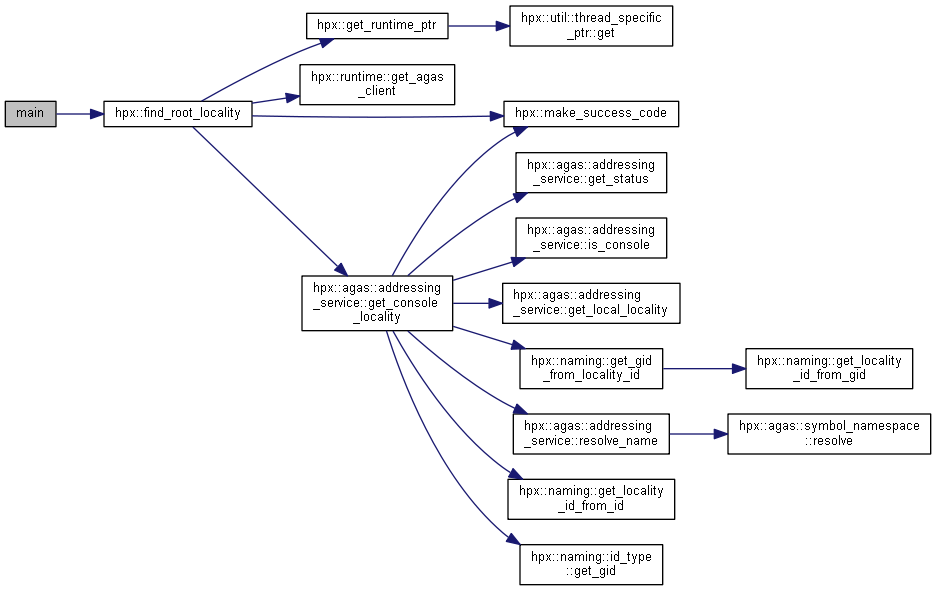 main
hpx::find_root_locality
hpx::get_runtime_ptr
hpx::util::thread_specific
_ptr::get
hpx::runtime::get_agas
_client
hpx::make_success_code
hpx::agas::addressing
_service::get_status
hpx::agas::addressing
_service::is_console
hpx::agas::addressing
_service::get_console
_locality
hpx::agas::addressing
_service::get_local_locality
hpx::naming::get_gid
_from_locality_id
hpx::naming::get_locality
_id_from_gid
hpx::agas::addressing
_service::resolve_name
hpx::agas::symbol_namespace
::resolve
hpx::naming::get_locality
_id_from_id
hpx::naming::id_type
::get_gid